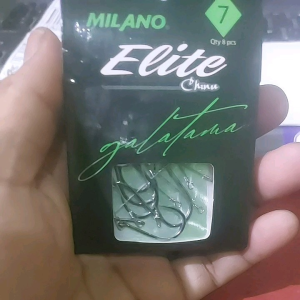 MILANO
7
Qty 8 pcs
Elite
Chinu
galatama